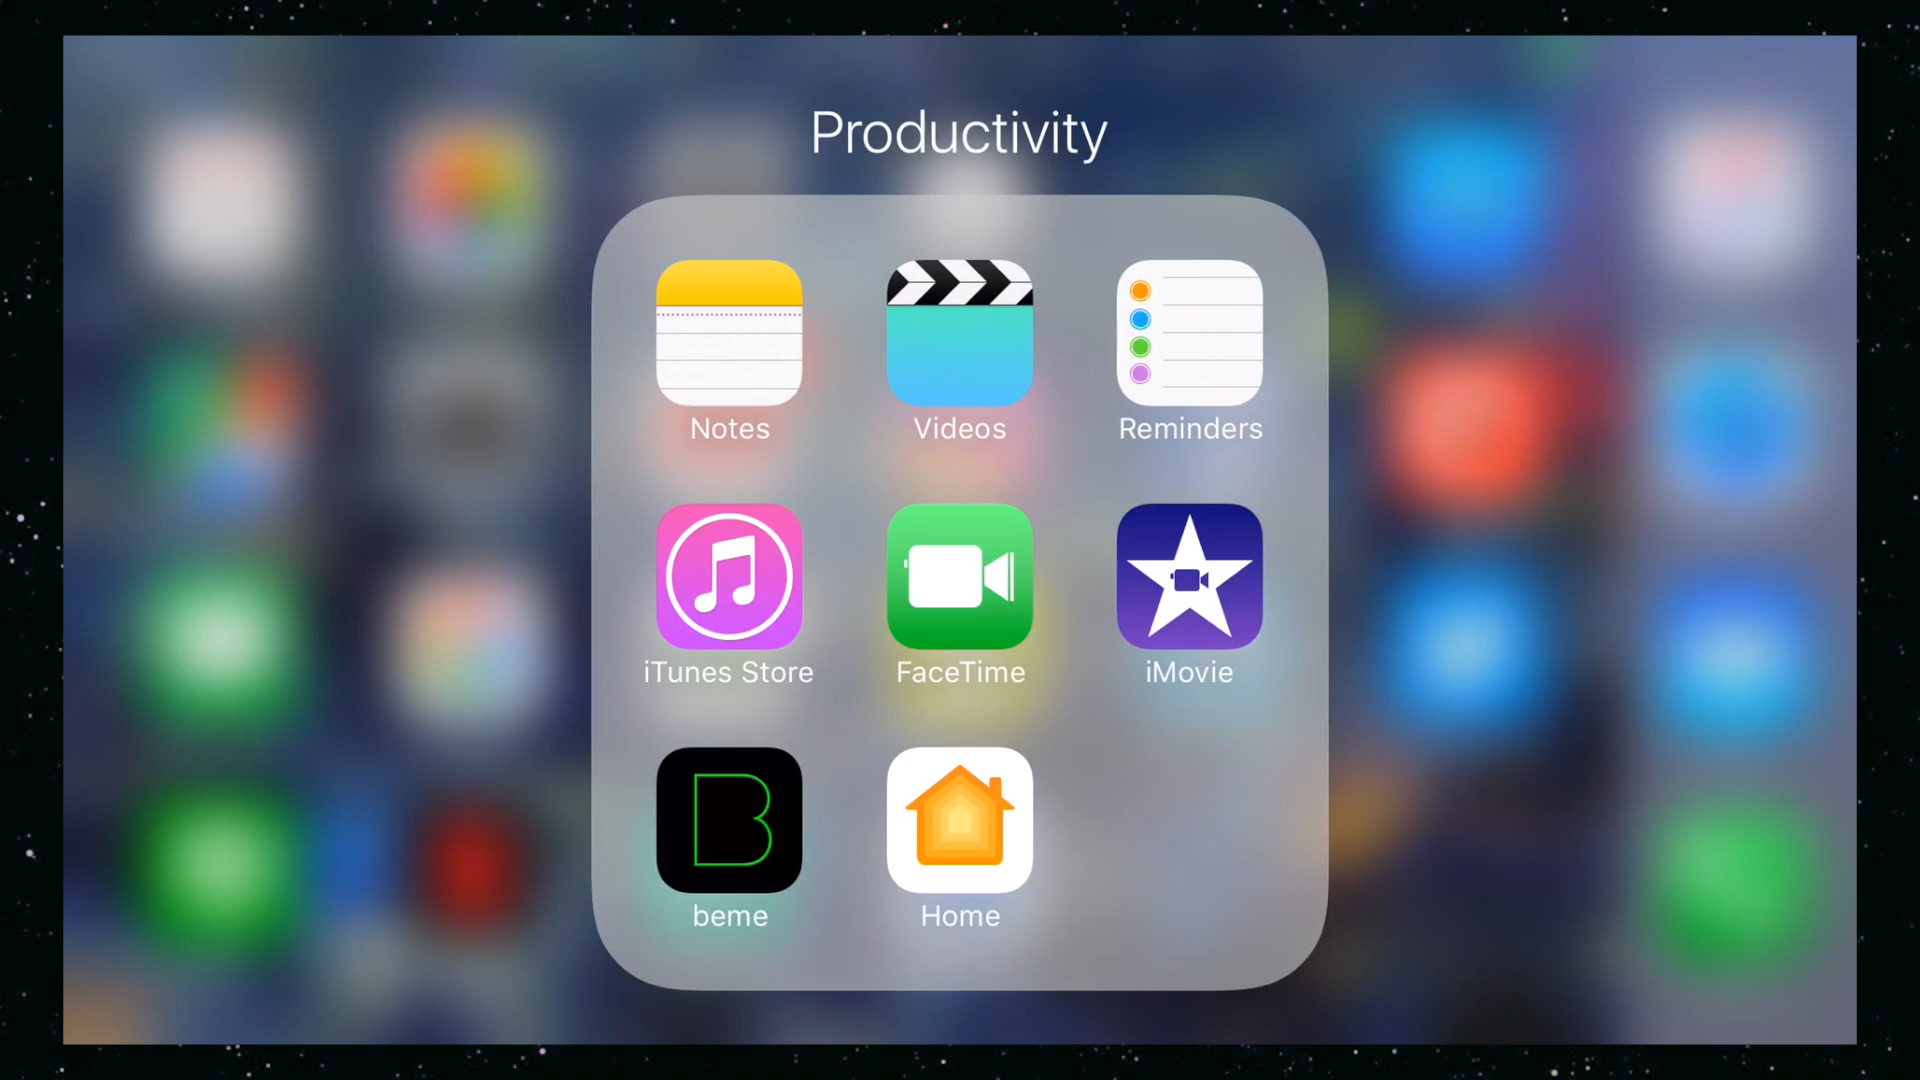 Productivity
Notes
Videos
Reminders
iTunes Store
FaceTime
iMovie
beme
Home